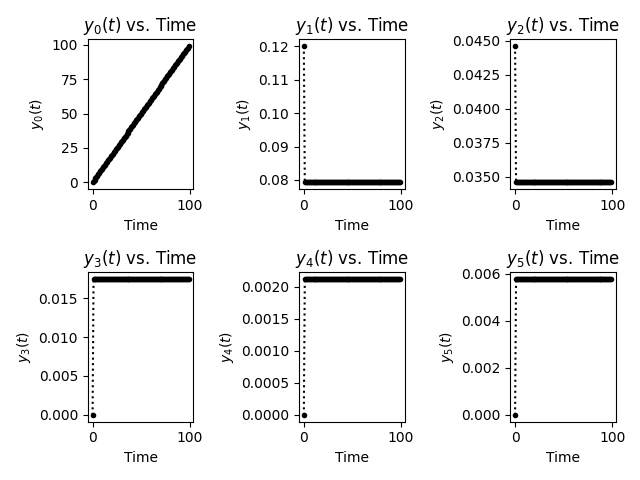 y₀(t) vs. Time
y₁(t) vs. Time
y₂(t) vs. Time
y₀(t)
100
75
50
25
0
0
100
Time
y₁(t)
0.12
0.11
0.10
0.09
0.08
0
100
Time
y₂(t)
0.0450
0.0425
0.0400
0.0375
0.0350
0
100
Time
y₃(t) vs. Time
y₄(t) vs. Time
y₅(t) vs. Time
y₃(t)
0.015
0.010
0.005
0.000
0
100
Time
y₄(t)
0.0020
0.0015
0.0010
0.0005
0.0000
0
100
Time
y₅(t)
0.006
0.004
0.002
0.000
0
100
Time